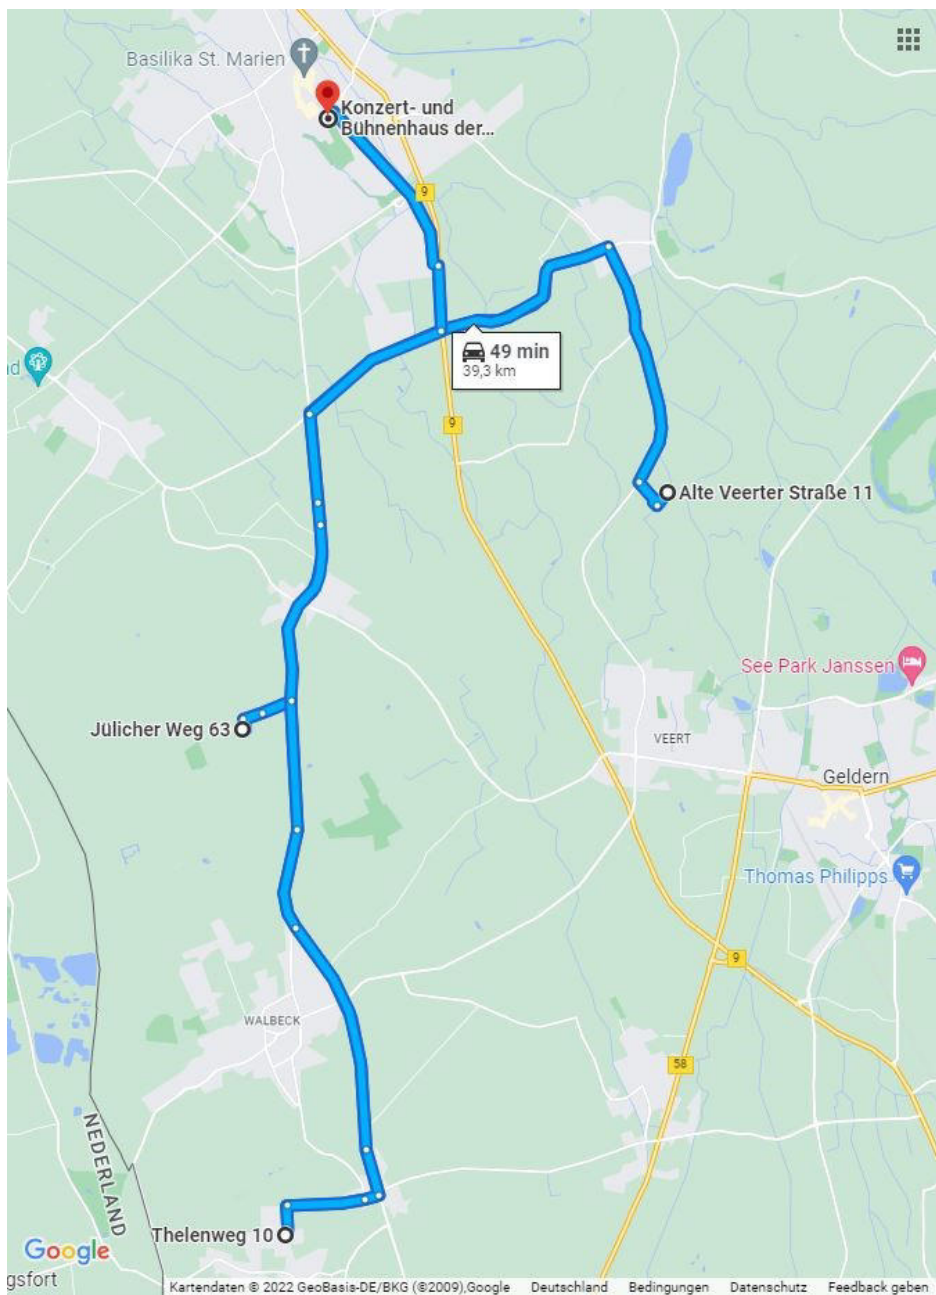 Basilika St. Marien
Konzert- und
Bühnenhaus der...
9
49 min
39,3 km
d
9
Alte Veerter Straße 11
See Park Janssen
Jülicher Weg 63
VEERT
Geldern
Thomas Philipps
9
WALBECK
58
NEDERLAND
Thelenweg 10
Google
gsfort
Kartendaten © 2022 GeoBasis-DE/BKG (©2009),Google Deutschland Bedingungen Datenschutz Feedback geben